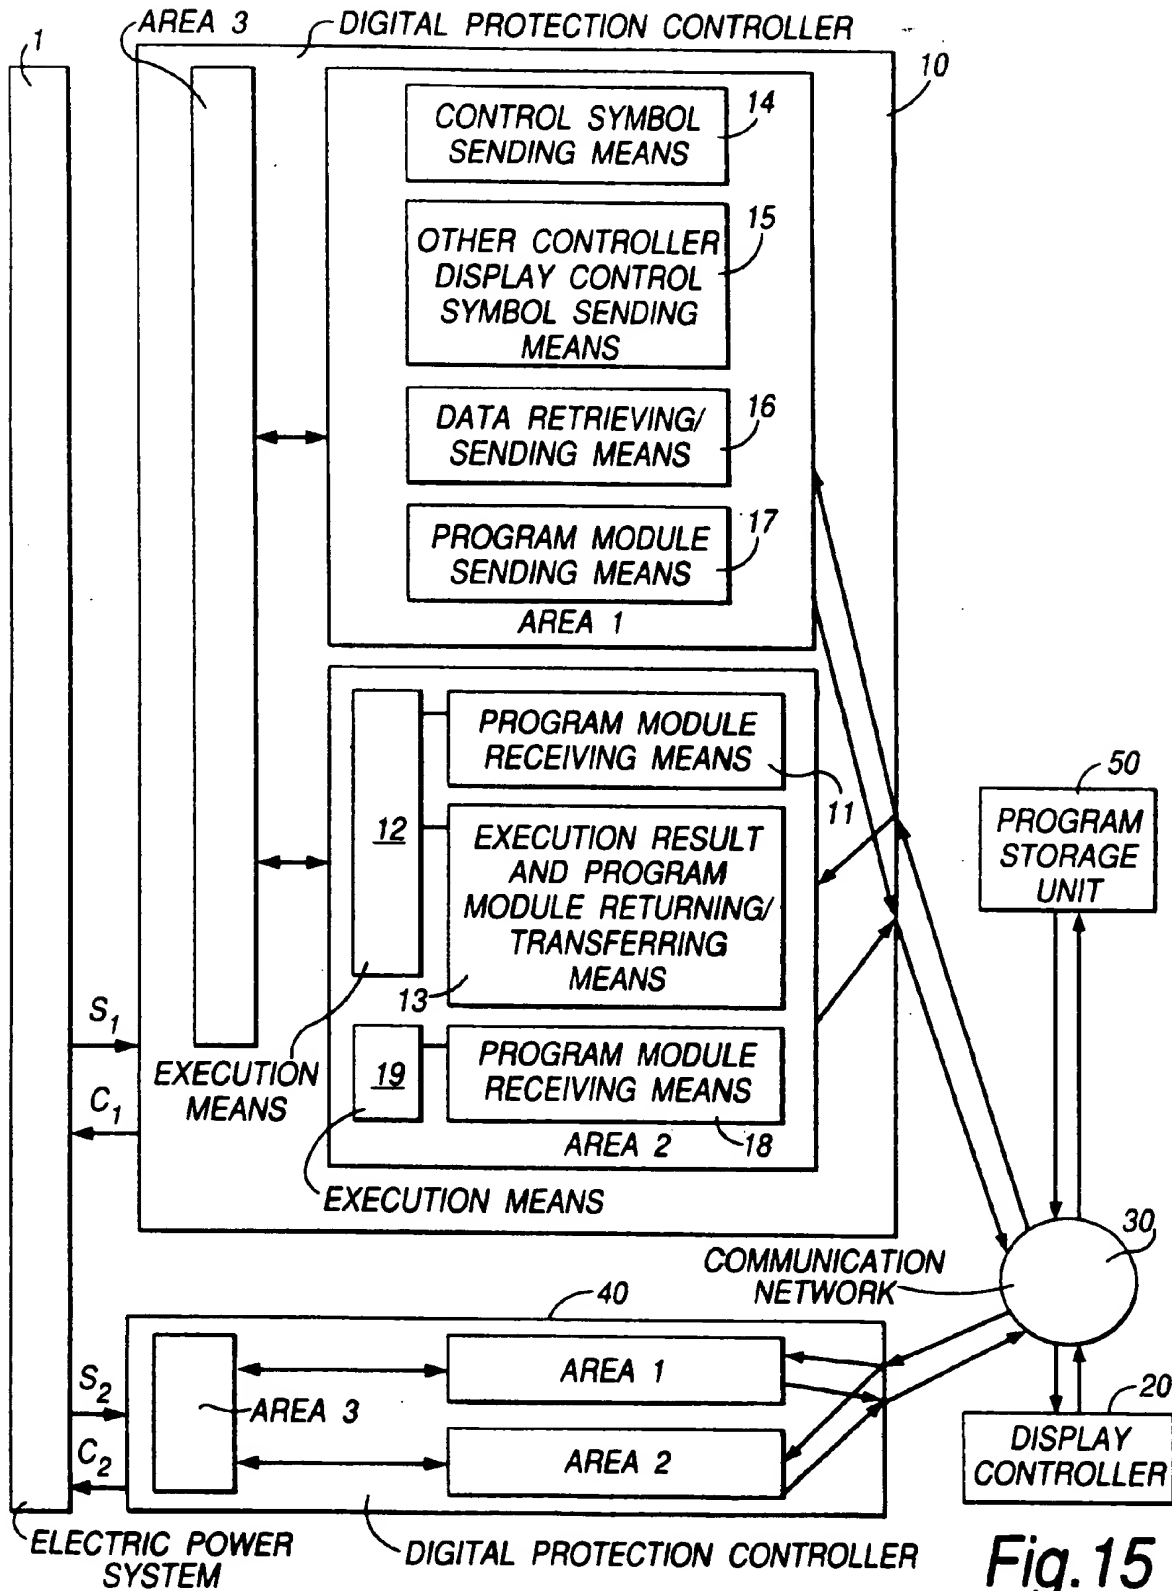 1
AREA 3
DIGITAL PROTECTION CONTROLLER
10
CONTROL SYMBOL
SENDING MEANS
14
OTHER CONTROLLER
DISPLAY CONTROL
SYMBOL SENDING
MEANS
15
DATA RETRIEVING/
SENDING MEANS
16
PROGRAM MODULE
SENDING MEANS
17
AREA 1
PROGRAM MODULE
RECEIVING MEANS
11
12
EXECUTION RESULT
AND PROGRAM
MODULE RETURNING/
TRANSFERRING
MEANS
13
EXECUTION
MEANS
19
PROGRAM MODULE
RECEIVING MEANS
18
AREA 2
EXECUTION MEANS
S1
C1
50
PROGRAM
STORAGE
UNIT
30
COMMUNICATION
NETWORK
40
AREA 1
AREA 3
AREA 2
S2
C2
20
DISPLAY
CONTROLLER
ELECTRIC POWER
SYSTEM
DIGITAL PROTECTION CONTROLLER
Fig.15